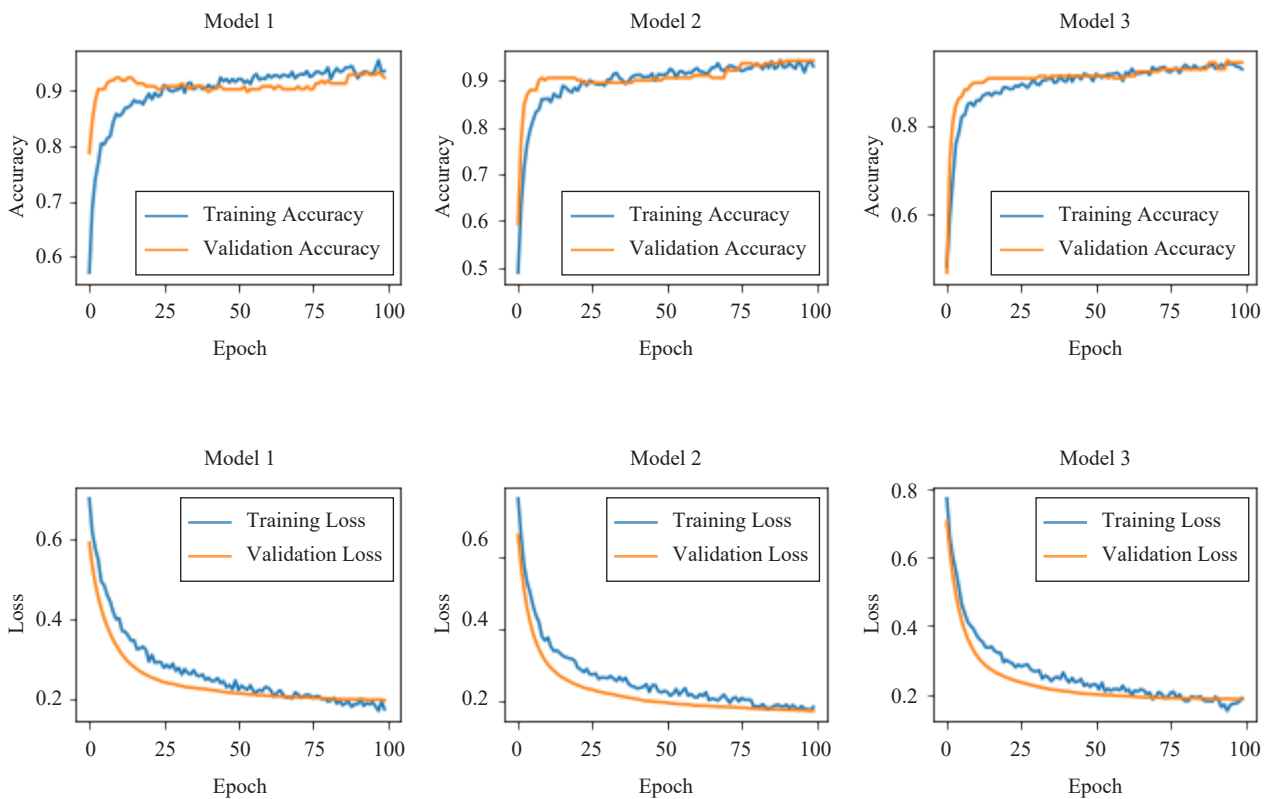 Model 1
Accuracy
0.9
0.8
0.7
0.6
Training Accuracy
Validation Accuracy
0 25 50 75 100
Epoch
Model 2
Accuracy
0.9
0.8
0.7
0.6
0.5
Training Accuracy
Validation Accuracy
0 25 50 75 100
Epoch
Model 3
Accuracy
0.8
0.6
Training Accuracy
Validation Accuracy
0 25 50 75 100
Epoch
Model 1
Loss
0.6
0.4
0.2
Training Loss
Validation Loss
0 25 50 75 100
Epoch
Model 2
Loss
0.6
0.4
0.2
Training Loss
Validation Loss
0 25 50 75 100
Epoch
Model 3
Loss
0.8
0.6
0.4
0.2
Training Loss
Validation Loss
0 25 50 75 100
Epoch